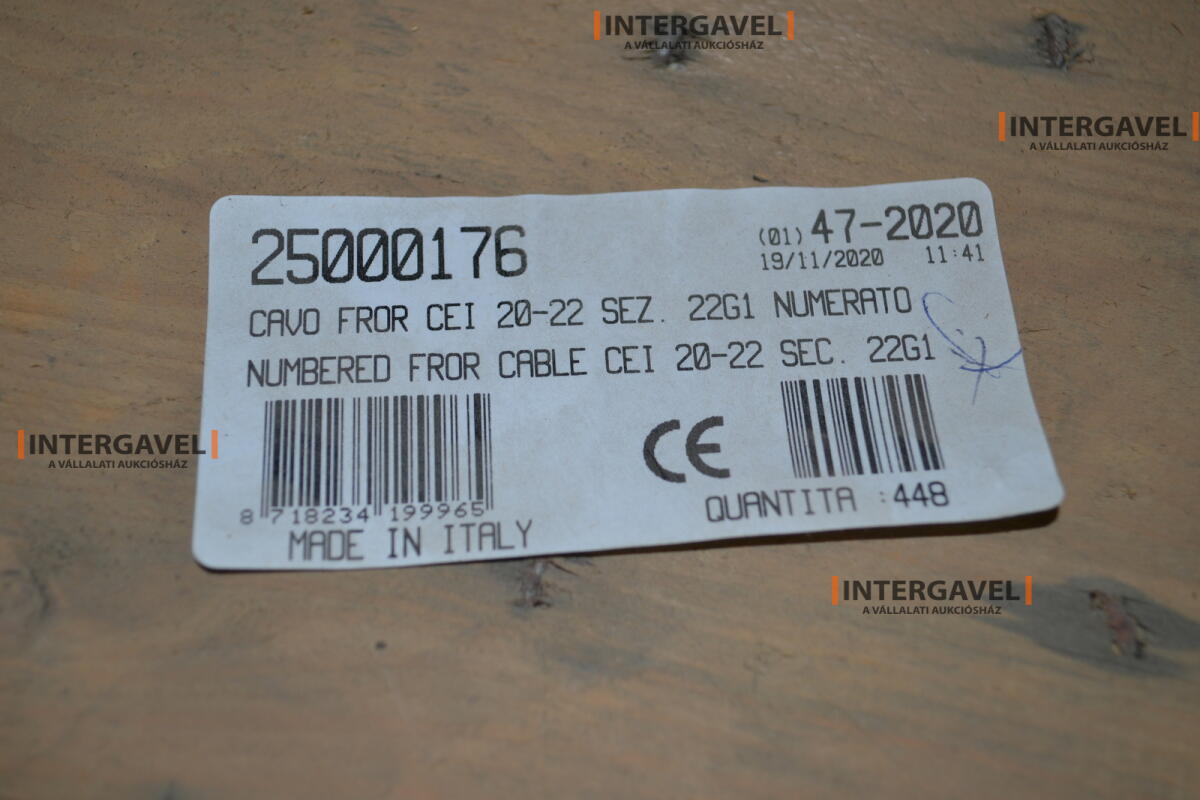 INTERGAVEL
A VÁLLALATI AUKCIÓSHÁZ
INTERGAVEL
A VÁLLALATI AUKCIÓSHÁZ
25000176
(01) 47-2020
19/11/2020 11:41
CAVO FROR CEI 20-22 SEZ. 22G1 NUMERATO
NUMBERED FROR CABLE CEI 20-22 SEC. 22G1
INTERGAVEL
A VÁLLALATI AUKCIÓSHÁZ
CE
8 718234 199965
QUANTITA :448
MADE IN ITALY
INTERGAVEL
A VÁLLALATI AUKCIÓSHÁZ